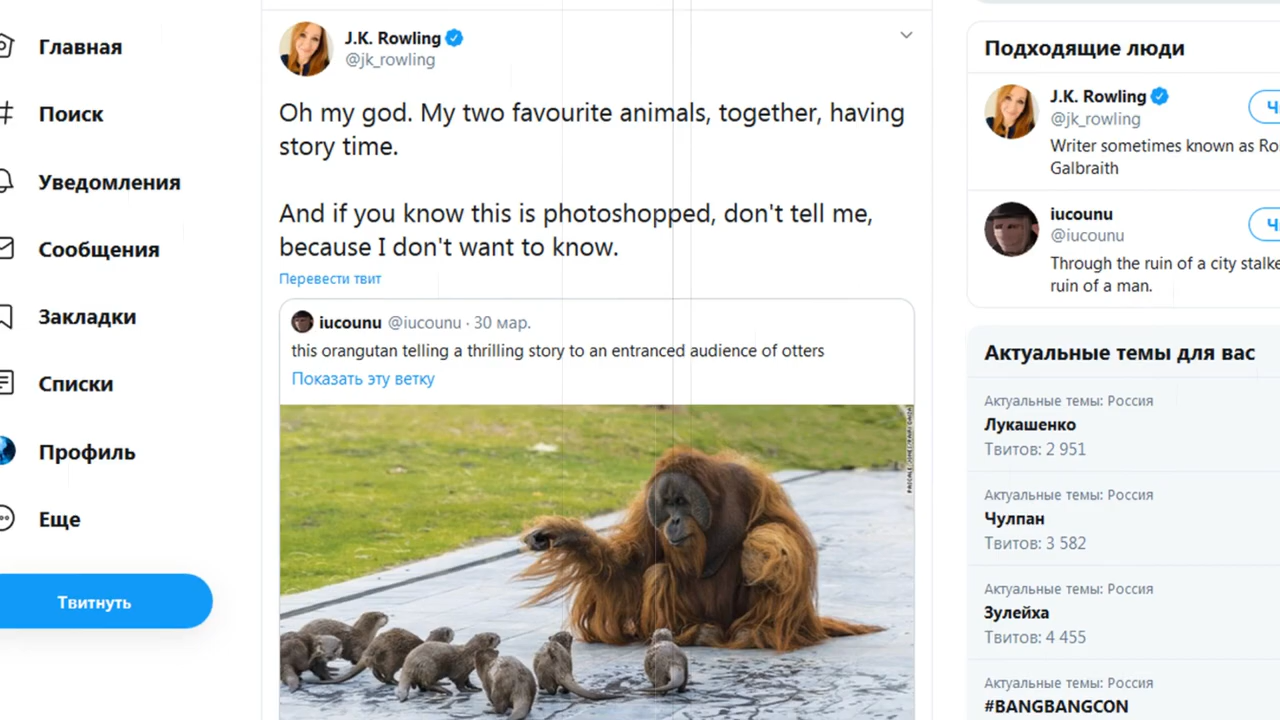 Главная
Поиск
Уведомления
Сообщения
Закладки
Списки
Профиль
Еще
Твитнуть
J.K. Rowling
@jk_rowling
Oh my god. My two favourite animals, together, having
story time.
And if you know this is photoshopped, don't tell me,
because I don't want to know.
Перевести твит
iucounu @iucounu · 30 мар.
this orangutan telling a thrilling story to an entranced audience of otters
Показать эту ветку
Подходящие люди
J.K. Rowling
@jk_rowling
Writer sometimes known as
Galbraith
iucounu
@iucounu
Through the ruin of a city
ruin of a man.
Актуальные темы для вас
Актуальные темы: Россия
Лукашенко
Твитов: 2 951
Актуальные темы: Россия
Чулпан
Твитов: 3 582
Актуальные темы: Россия
Зулейха
Твитов: 4 455
Актуальные темы: Россия
#BANGBANGCON